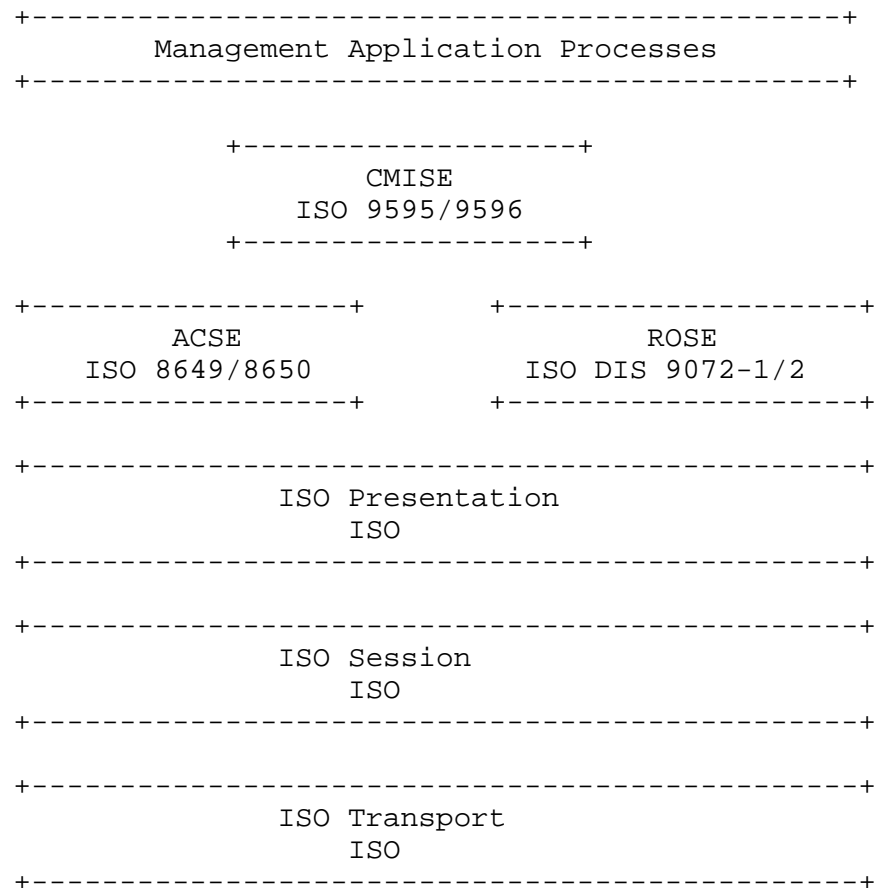 +-----------------------------------------------+
Management Application Processes
+-----------------------------------------------+
+--------------------+
CMISE
ISO 9595/9596
+--------------------+
+-------------------+ +--------------------+
ACSE ROSE
ISO 8649/8650 ISO DIS 9072-1/2
+-------------------+ +--------------------+
+------------------------------------------------+
ISO Presentation
ISO
+------------------------------------------------+
+------------------------------------------------+
ISO Session
ISO
+------------------------------------------------+
+------------------------------------------------+
ISO Transport
ISO
+------------------------------------------------+